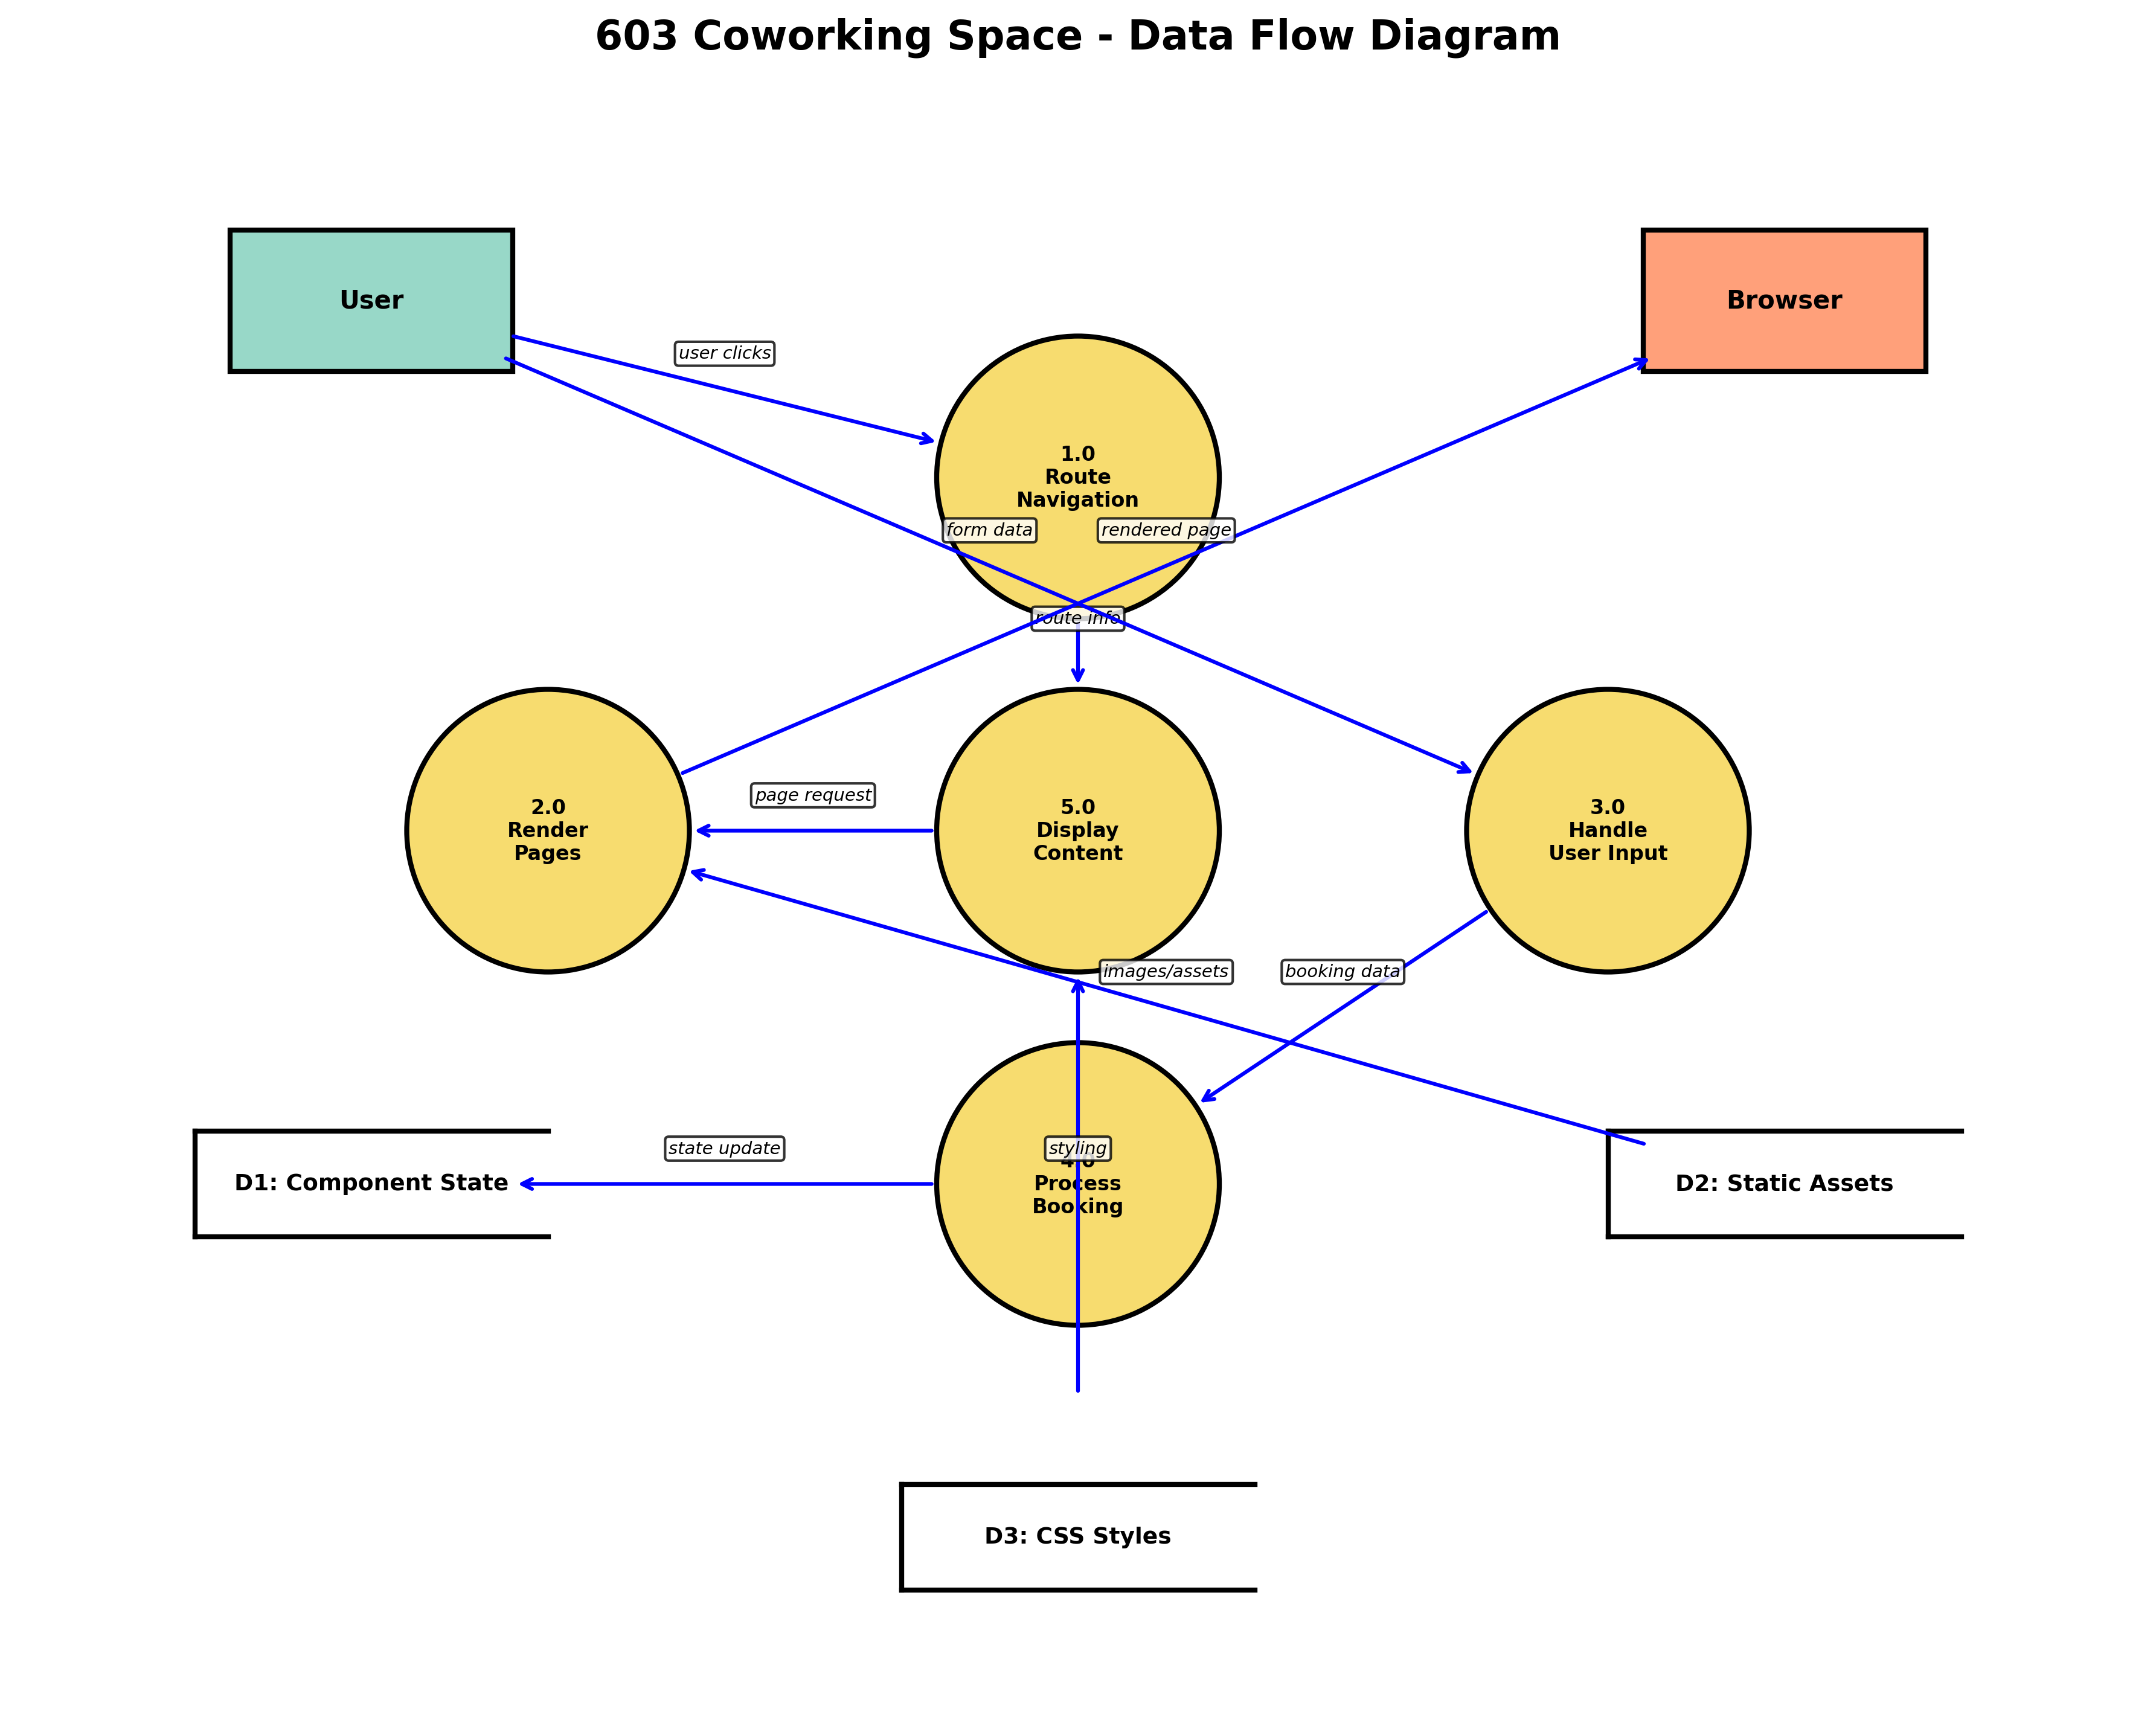 603 Coworking Space - Data Flow Diagram
User
Browser
user clicks
1.0
Route
Navigation
form data
rendered page
route info
page request
2.0
Render
Pages
5.0
Display
Content
3.0
Handle
User Input
images/assets
booking data
state update
styling
4.0
Process
Booking
D1: Component State
D2: Static Assets
D3: CSS Styles